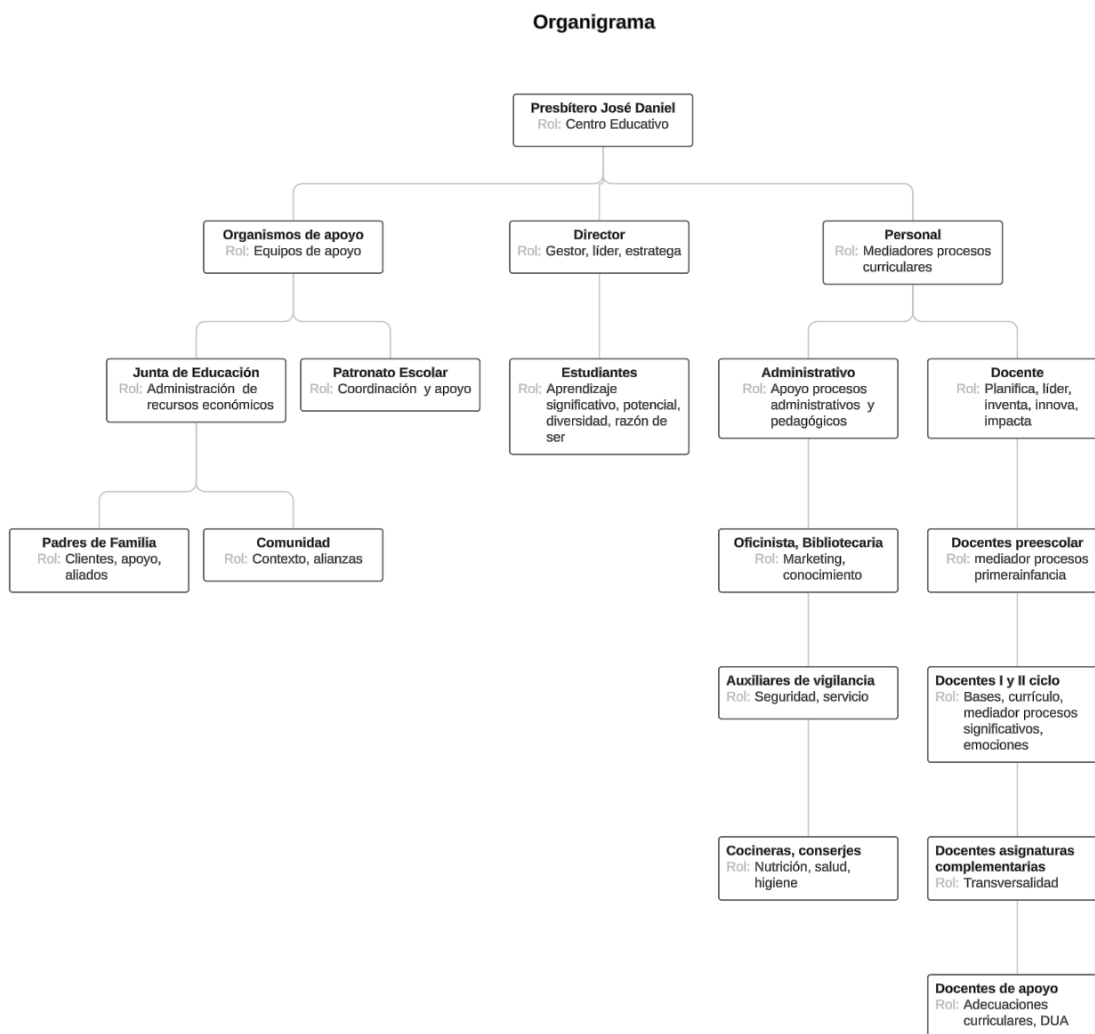 Organigrama
Presbítero José Daniel
Rol: Centro Educativo
Organismos de apoyo
Rol: Equipos de apoyo
Director
Rol: Gestor, líder, estratega
Personal
Rol: Mediadores procesos
curriculares
Junta de Educación
Rol: Administración de
recursos económicos
Patronato Escolar
Rol: Coordinación y apoyo
Estudiantes
Rol: Aprendizaje
significativo, potencial,
diversidad, razón de
ser
Administrativo
Rol: Apoyo procesos
administrativos y
pedagógicos
Docente
Rol: Planifica, líder,
inventa, innova,
impacta
Padres de Familia
Rol: Clientes, apoyo,
aliados
Comunidad
Rol: Contexto, alianzas
Oficinista, Bibliotecaria
Rol: Marketing,
conocimiento
Docentes preescolar
Rol: mediador procesos
primerainfancia
Auxiliares de vigilancia
Rol: Seguridad, servicio
Docentes I y II ciclo
Rol: Bases, currículo,
mediador procesos
significativos,
emociones
Cocineras, conserjes
Rol: Nutrición, salud,
higiene
Docentes asignaturas
complementarias
Rol: Transversalidad
Docentes de apoyo
Rol: Adecuaciones
curriculares, DUA